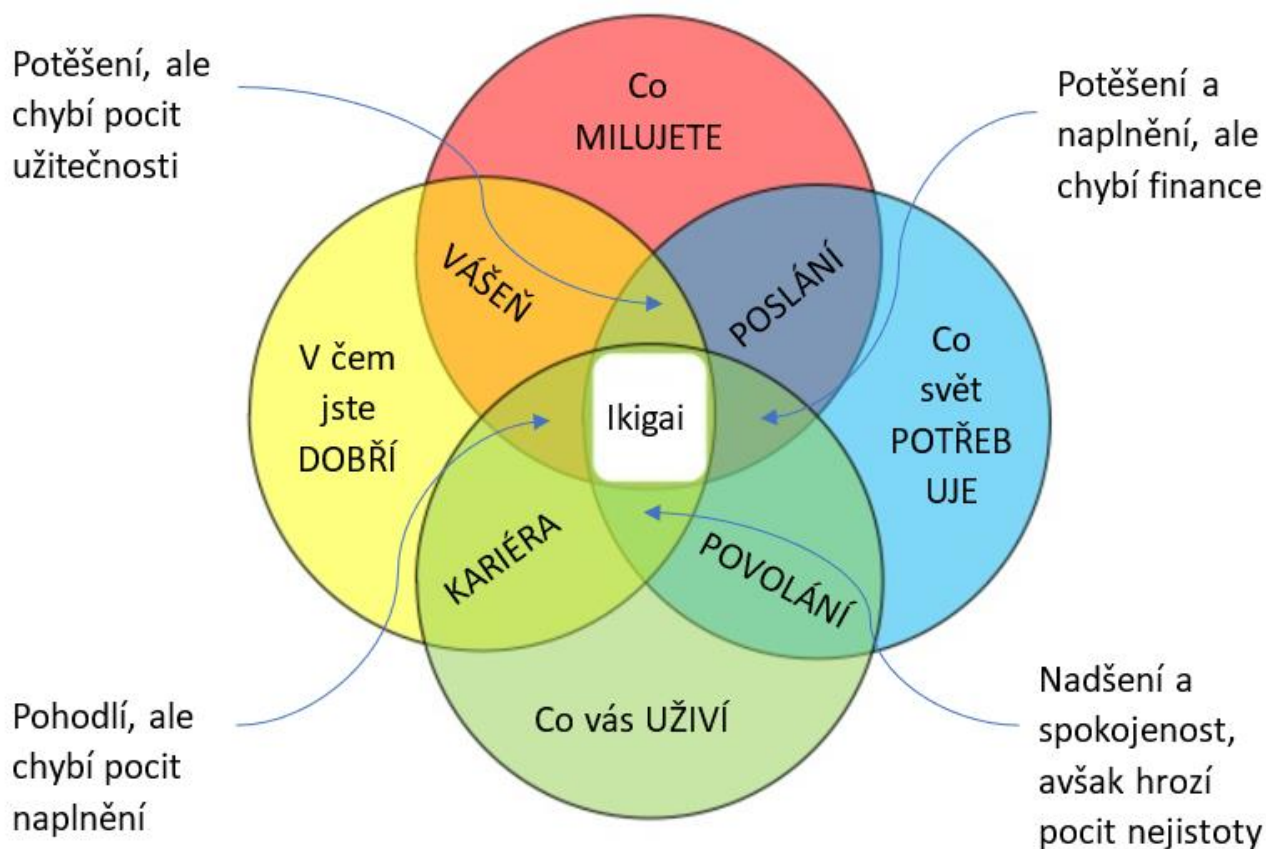 Potěšení, ale
chybí pocit
užitečnosti
Co
MILUJETE
Potěšení a
naplnění, ale
chybí finance
VÁŠEŇ
POSLÁNÍ
V čem
jste
DOBŘÍ
Ikigai
Co
svět
POTŘEB
UJE
KARIÉRA
POVOLÁNÍ
Pohodlí, ale
chybí pocit
naplnění
Co vás UŽIVÍ
Nadšení a
spokojenost,
avšak hrozí
pocit nejistoty